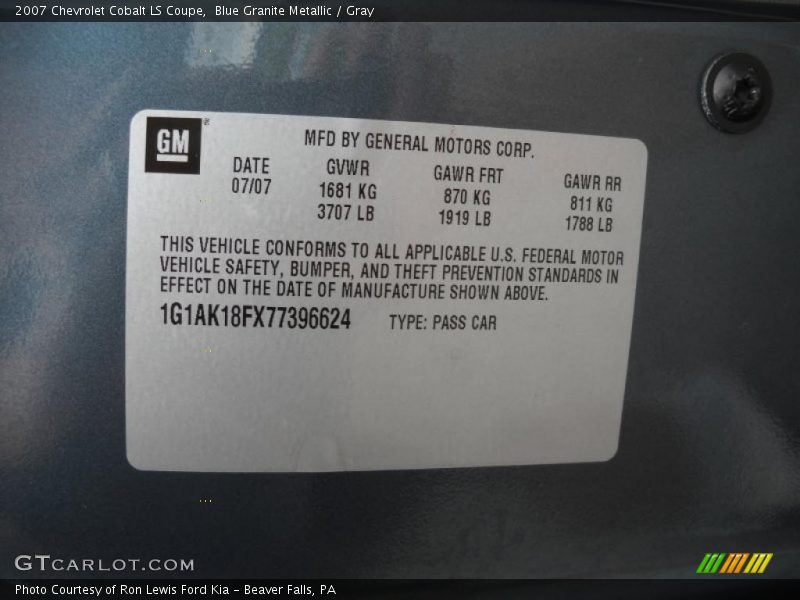 2007 Chevrolet Cobalt LS Coupe,  Blue Granite Metallic / Gray
GM
MFD BY GENERAL MOTORS CORP.
DATE GVWR GAWR FRT GAWR RR
07/07 1681 KG 870 KG 811 KG
3707 LB 1919 LB 1788 LB
THIS VEHICLE CONFORMS TO ALL APPLICABLE U.S. FEDERAL MOTOR
VEHICLE SAFETY, BUMPER, AND THEFT PREVENTION STANDARDS IN
EFFECT ON THE DATE OF MANUFACTURE SHOWN ABOVE.
1G1AK18FX77396624 TYPE: PASS CAR
GTCARLOT.COM
Photo Courtesy of Ron Lewis Ford Kia - Beaver Falls, PA